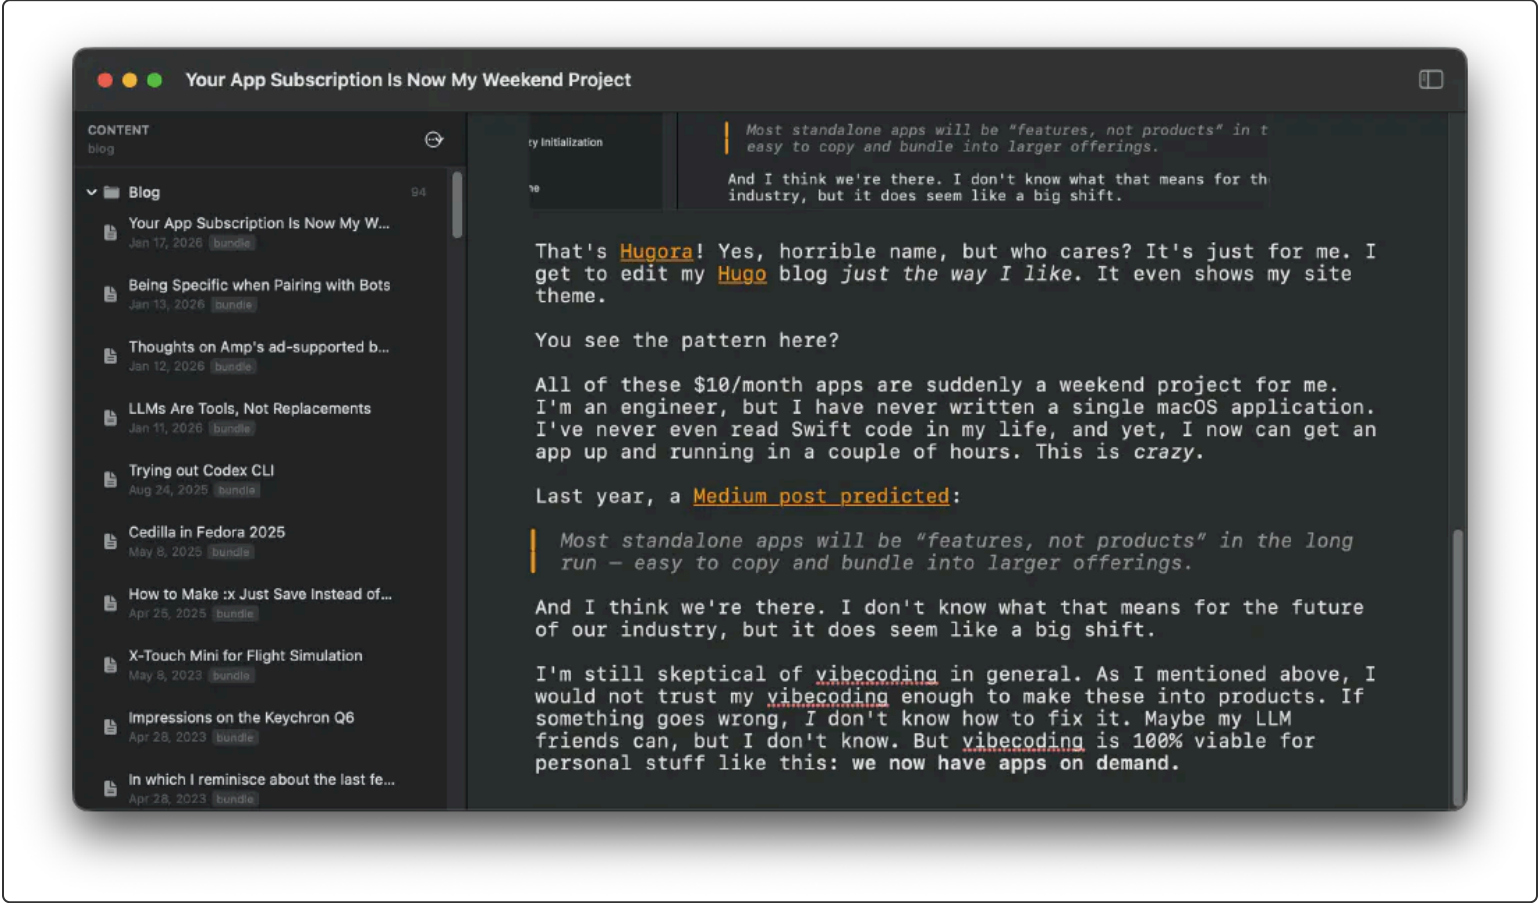 Your App Subscription Is Now My Weekend Project
CONTENT
blog
Blog
94
Your App Subscription Is Now My W...
Jan 17, 2026 bundle
Being Specific when Pairing with Bots
Jan 13, 2026 bundle
Thoughts on Amp's ad-supported b...
Jan 12, 2026 bundle
LLMs Are Tools, Not Replacements
Jan 11, 2026 bundle
Trying out Codex CLI
Aug 24, 2025 bundle
Cedilla in Fedora 2025
May 8, 2025 bundle
How to Make :x Just Save Instead of...
Apr 25, 2025 bundle
X-Touch Mini for Flight Simulation
May 8, 2023 bundle
Impressions on the Keychron Q6
Apr 28, 2023 bundle
In which I reminisce about the last fe...
Apr 28, 2023 bundle
ry Initialization
ne
Most standalone apps will be “features, not products” in t
easy to copy and bundle into larger offerings.
And I think we're there. I don't know what that means for th
industry, but it does seem like a big shift.
That's Hugora! Yes, horrible name, but who cares? It's just for me. I
get to edit my Hugo blog just the way I like. It even shows my site
theme.
You see the pattern here?
All of these $10/month apps are suddenly a weekend project for me.
I'm an engineer, but I have never written a single macOS application.
I've never even read Swift code in my life, and yet, I now can get an
app up and running in a couple of hours. This is crazy.
Last year, a Medium post predicted:
Most standalone apps will be “features, not products” in the long
run — easy to copy and bundle into larger offerings.
And I think we're there. I don't know what that means for the future
of our industry, but it does seem like a big shift.
I'm still skeptical of vibecoding in general. As I mentioned above, I
would not trust my vibecoding enough to make these into products. If
something goes wrong, I don't know how to fix it. Maybe my LLM
friends can, but I don't know. But vibecoding is 100% viable for
personal stuff like this: we now have apps on demand.